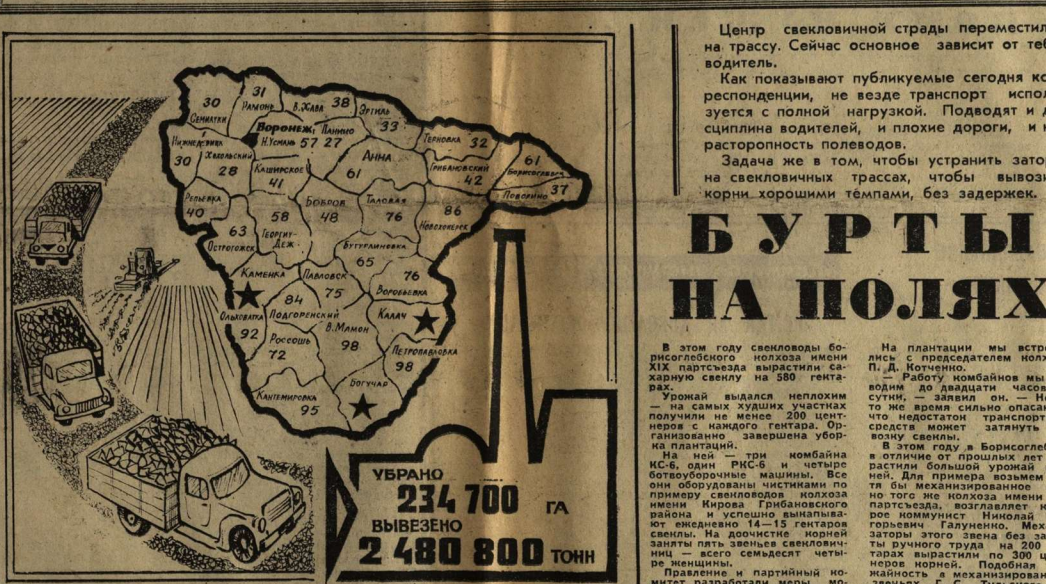 30
СЕМИЛУКИ
31
РАМОНЬ
В. ХАВА 38
ЭРТИЛЬ
33
ВОРОНЕЖ,
Н.УСМАНЬ 57
ПАНИНО
27
ТЕРНОВКА 32
НИЖНЕДЕВИЦК
30
ХОХОЛЬСКИЙ
28
КАШИРСКОЕ
41
АННА
61
ГРИБАНОВСКИЙ
42
61
БОРИСОГЛЕБСК
ПОВОРИНО 37
РЕПЬЕВКА
40
63
ОСТРОГОЖСК
58
ГЕОРГИУ-
ДЕЖ
БОБРОВ
48
ТАЛОВАЯ
76
86
НОВОХОПЕРСК
БУТУРЛИНОВКА
65
КАМЕНКА
ПАВЛОВСК
75
76
ВОРОБЬЕВКА
84
ПОДГОРЕНСКИЙ
ОЛЬХОВАТКА
92
РОССОШЬ
72
В.МАМОН
98
КАЛАЧ
ПЕТРОПАВЛОВКА
98
БОГУЧАР
КАНТЕМИРОВКА
95
УБРАНО
234 700 ГА
ВЫВЕЗЕНО
2 480 800 ТОНН
Центр свекловичной страды переместил
на трассу. Сейчас основное зависит от теб
водитель.
Как показывают публикуемые сегодня ко
респонденции, не везде транспорт испол
зуется с полной нагрузкой. Подводят и д
сциплина водителей, и плохие дороги, и н
расторопность полеводов.
Задача же в том, чтобы устранить затор
на свекловичных трассах, чтобы вывози
корни хорошими темпами, без задержек.
БУРТЫ
НА ПОЛЯХ
В этом году свекловоды бо-
рисоглебского колхоза имени
XIX партсъезда вырастили са-
харную свеклу на 580 гекта-
рах.
Урожай выдался неплохим
— на самых худших участках
получили не менее 200 цент-
неров с каждого гектара. Ор-
ганизованно завершена убор-
ка плантаций.
На ней — три комбайна
КС-6, один РКС-6 и четыре
ботвоуборочные машины. Все
они оборудованы чистиками по
примеру свекловодов колхоза
имени Кирова Грибановского
района и успешно выкапыва-
ют ежедневно 14—15 гектаров
свеклы. На доочистке корней
заняты пять звеньев свеклович-
ниц — всего семьдесят четы-
ре женщины.
Правление и партийный ко-
митет разработали меры мо-
На плантации мы встре
лись с председателем колх
П. Д. Котченко.
— Работу комбайнов мы
водим до двадцати часов
сутки, — заявил он. — Н
то же время сильно опаса
что недостаток транспорт
средств может затянуть
возку свеклы.
В этом году в Борисоглеб
в отличие от прошлых лет
растили большой урожай
ней. Для примера возьмем
тя бы механизированное
но того же колхоза имени
партсъезда, возглавляет к
рое коммунист Николай
горьевич Галуненко. Мех
заторы этого звена без за
ты ручного труда на 200
тарах вырастили по 300 ц
неров корней. Подобная
жайность в механизирован